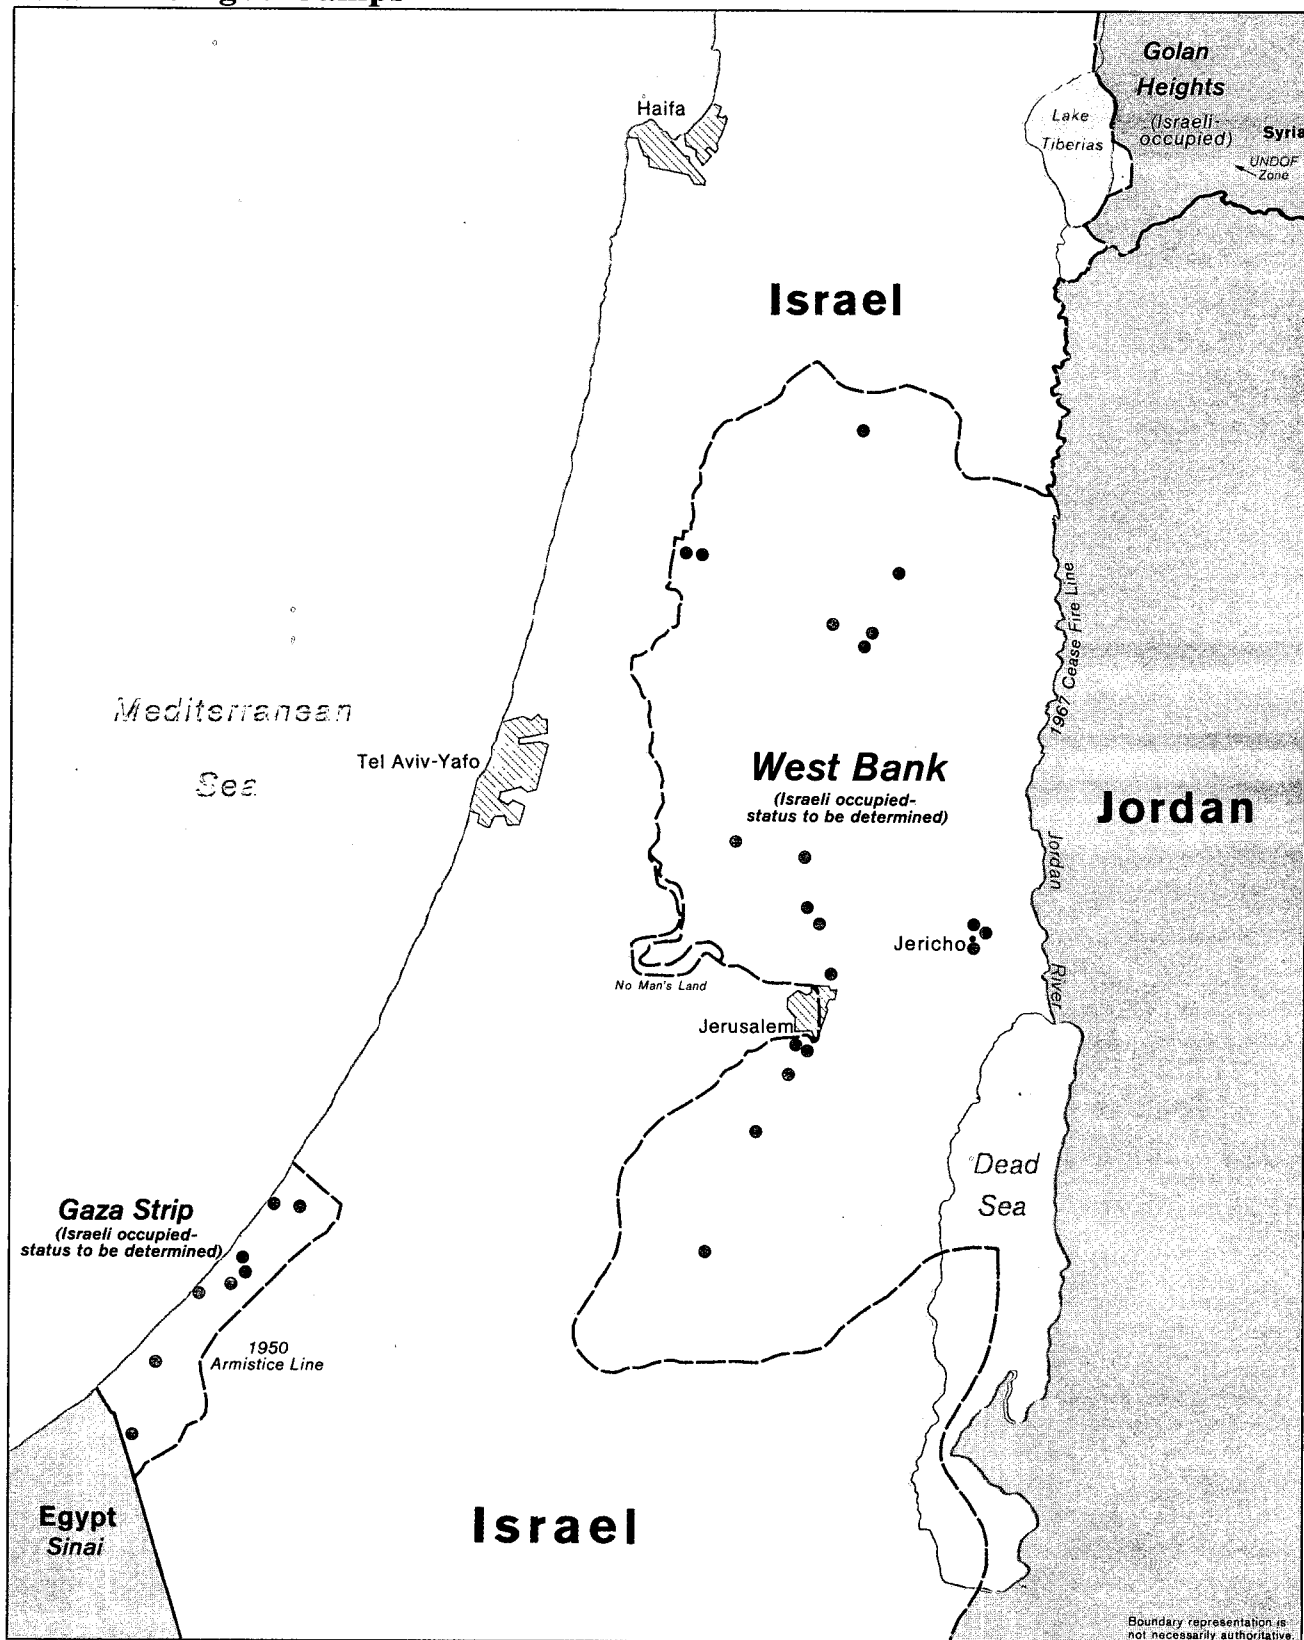 Golan
Heights
(Israeli-
occupied)
Syria
UNDOF
Zone
Haifa
Lake
Tiberias
Israel
1967 Cease Fire Line
Mediterranean
Sea
Tel Aviv-Yafo
West Bank
(Israeli occupied-
status to be determined)
Jordan
Jordan
River
Jericho
No Man's Land
Jerusalem
Dead
Sea
Gaza Strip
(Israeli occupied-
status to be determined)
1950
Armistice Line
Egypt
Sinai
Israel
Boundary representation is
not necessarily authoritative.